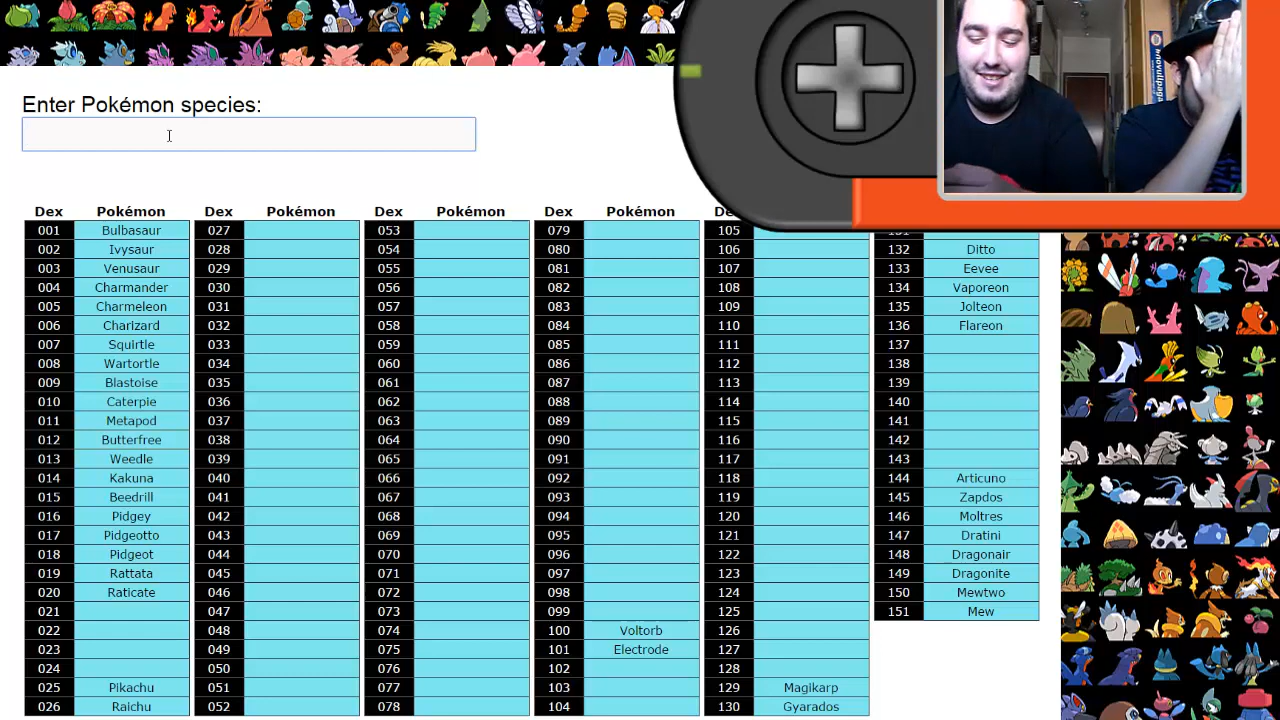 Enter Pokémon species:
Dex Pokémon Dex Pokémon Dex Pokémon Dex Pokémon
001 Bulbasaur 027 053 079 105
002 Ivysaur 028 054 080 106 132 Ditto
003 Venusaur 029 055 081 107 133 Eevee
004 Charmander 030 056 082 108 134 Vaporeon
005 Charmeleon 031 057 083 109 135 Jolteon
006 Charizard 032 058 084 110 136 Flareon
007 Squirtle 033 059 085 111 137
008 Wartortle 034 060 086 112 138
009 Blastoise 035 061 087 113 139
010 Caterpie 036 062 088 114 140
011 Metapod 037 063 089 115 141
012 Butterfree 038 064 090 116 142
013 Weedle 039 065 091 117 143
014 Kakuna 040 066 092 118 144 Articuno
015 Beedrill 041 067 093 119 145 Zapdos
016 Pidgey 042 068 094 120 146 Moltres
017 Pidgeotto 043 069 095 121 147 Dratini
018 Pidgeot 044 070 096 122 148 Dragonair
019 Rattata 045 071 097 123 149 Dragonite
020 Raticate 046 072 098 124 150 Mewtwo
021 047 073 099 125 151 Mew
022 048 074 100 Voltorb 126
023 049 075 101 Electrode 127
024 050 076 102 128
025 Pikachu 051 077 103 129 Magikarp
026 Raichu 052 078 104 130 Gyarados